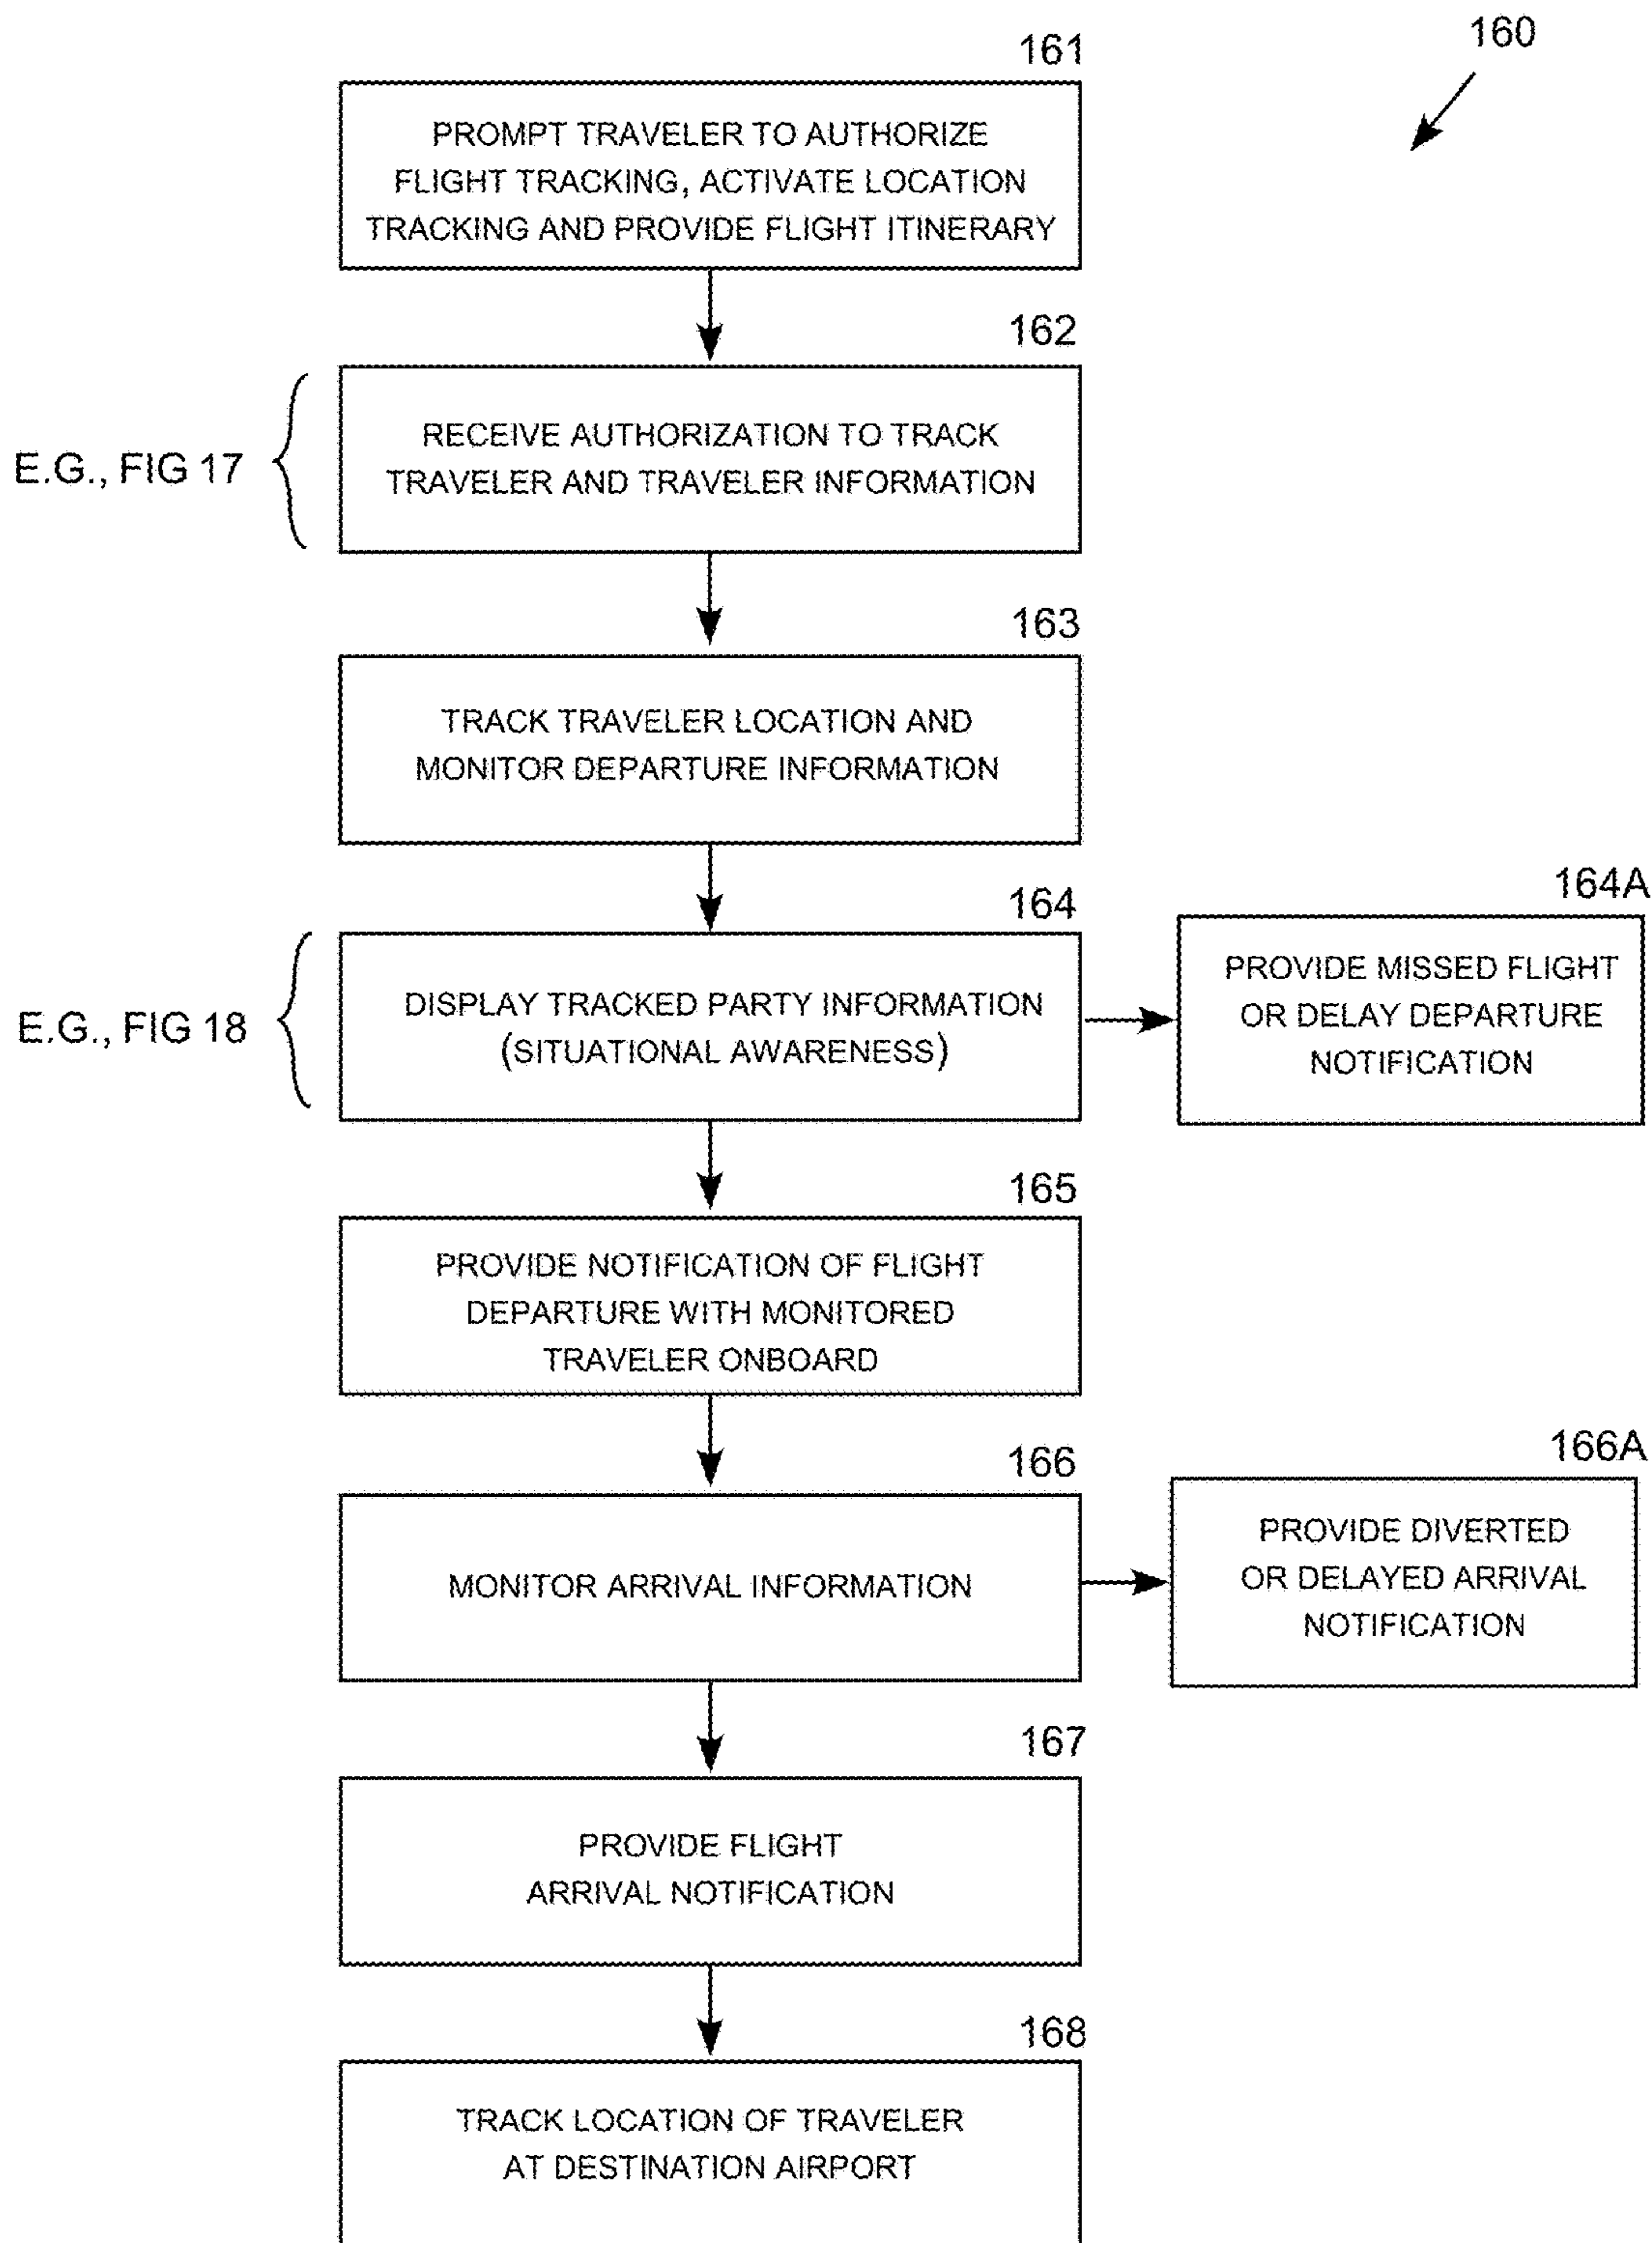 160
161
PROMPT TRAVELER TO AUTHORIZE
FLIGHT TRACKING, ACTIVATE LOCATION
TRACKING AND PROVIDE FLIGHT ITINERARY
162
E.G., FIG 17
RECEIVE AUTHORIZATION TO TRACK
TRAVELER AND TRAVELER INFORMATION
163
TRACK TRAVELER LOCATION AND
MONITOR DEPARTURE INFORMATION
164
E.G., FIG 18
DISPLAY TRACKED PARTY INFORMATION
(SITUATIONAL AWARENESS)
164A
PROVIDE MISSED FLIGHT
OR DELAY DEPARTURE
NOTIFICATION
165
PROVIDE NOTIFICATION OF FLIGHT
DEPARTURE WITH MONITORED
TRAVELER ONBOARD
166
MONITOR ARRIVAL INFORMATION
166A
PROVIDE DIVERTED
OR DELAYED ARRIVAL
NOTIFICATION
167
PROVIDE FLIGHT
ARRIVAL NOTIFICATION
168
TRACK LOCATION OF TRAVELER
AT DESTINATION AIRPORT